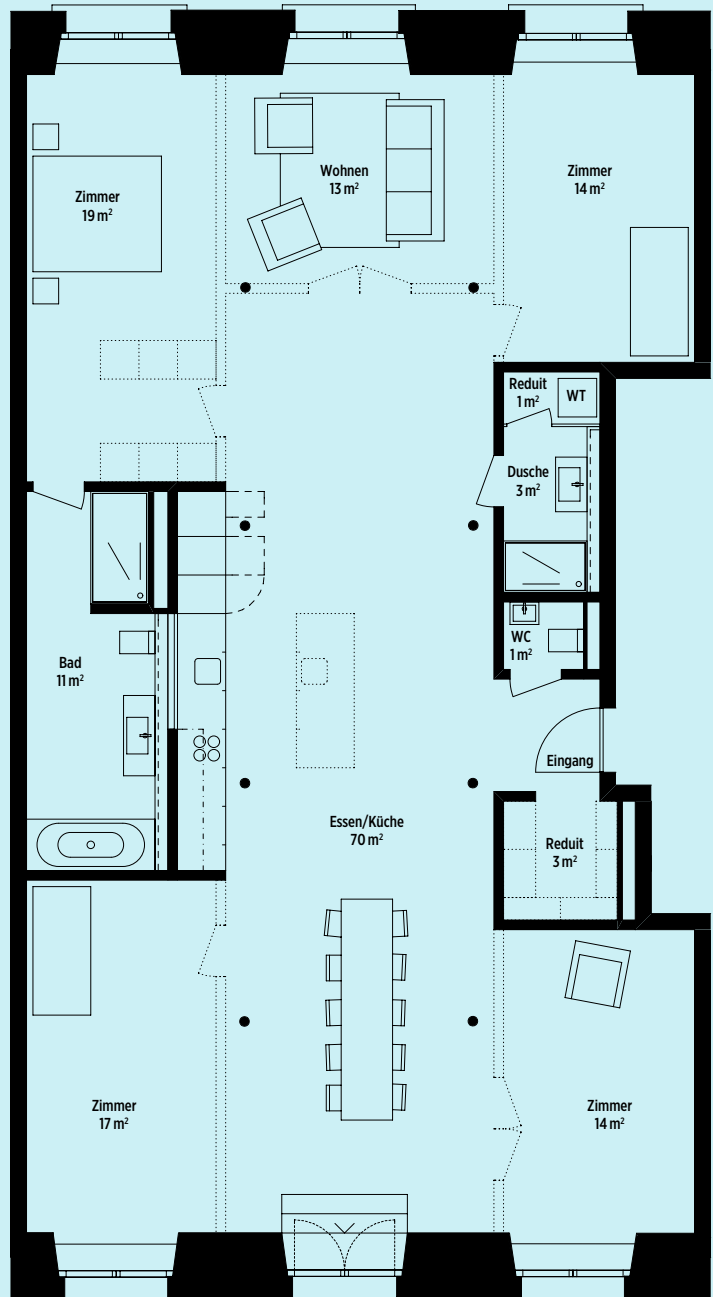 Zimmer
19 m²
Wohnen
13 m²
Zimmer
14 m²
Reduit
1 m²
WT
Dusche
3 m²
WC
1 m²
Bad
11 m²
Eingang
Essen/Küche
70 m²
Reduit
3 m²
Zimmer
17 m²
Zimmer
14 m²